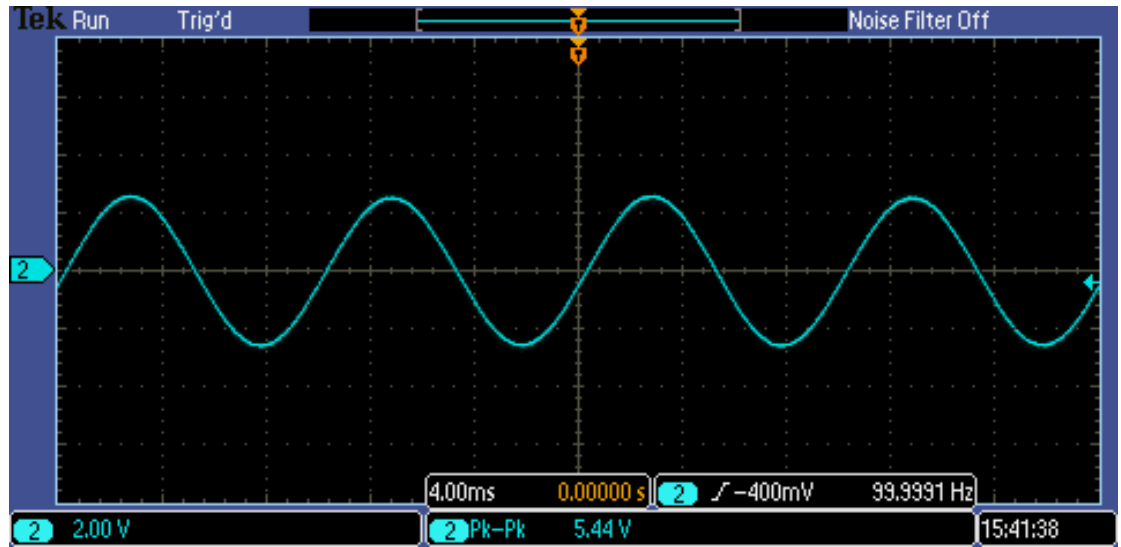 Tek Run Trig'd Noise Filter Off
T
T
2
4.00ms 0.00000 s 2 -400mV 99.9991 Hz
2 2.00 V 2 Pk-Pk 5.44 V 15:41:38